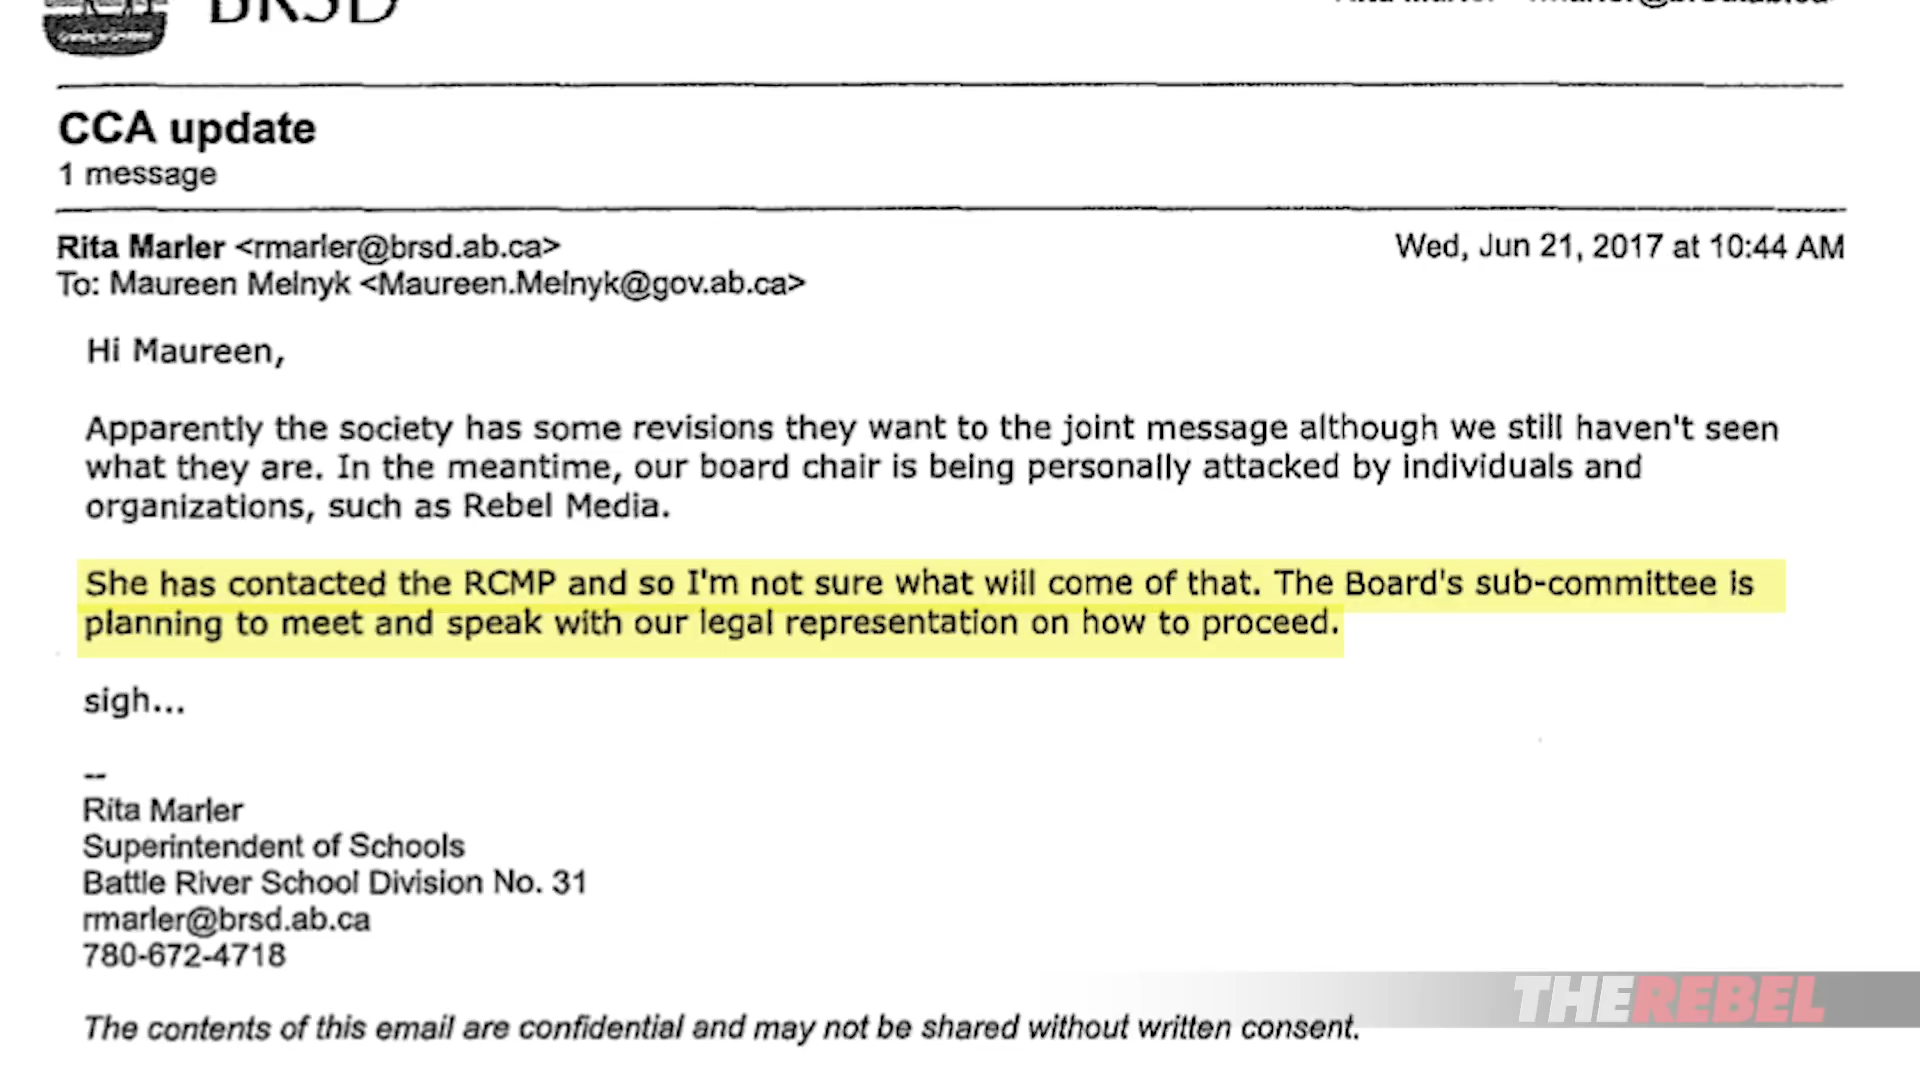 BRSD
CCA update
1 message
Rita Marler <rmarler@brsd.ab.ca>
Wed, Jun 21, 2017 at 10:44 AM
To: Maureen Melnyk <Maureen.Melnyk@gov.ab.ca>
Hi Maureen,
Apparently the society has some revisions they want to the joint message although we still haven't seen
what they are. In the meantime, our board chair is being personally attacked by individuals and
organizations, such as Rebel Media.
She has contacted the RCMP and so I'm not sure what will come of that. The Board's sub-committee is
planning to meet and speak with our legal representation on how to proceed.
sigh...
--
Rita Marler
Superintendent of Schools
Battle River School Division No. 31
rmarler@brsd.ab.ca
780-672-4718
THE REBEL
The contents of this email are confidential and may not be shared without written consent.